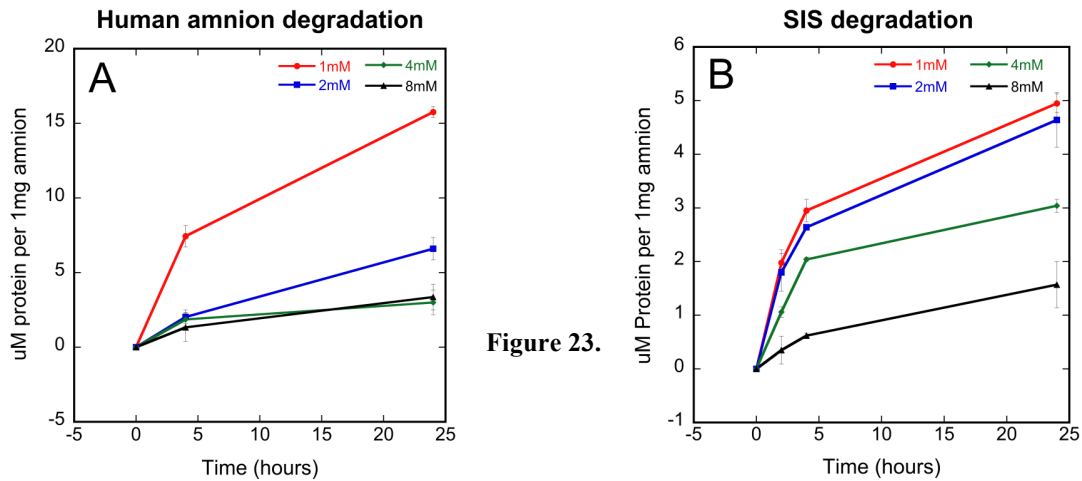 Human amnion degradation
A
1mM
4mM
2mM
8mM
20
15
10
5
0
-5
-5
0
5
10
15
20
25
uM protein per 1mg amnion
Time (hours)
Figure 23.
SIS degradation
B
1mM
4mM
2mM
8mM
6
5
4
3
2
1
0
-1
-5
0
5
10
15
20
25
uM Protein per 1mg amnion
Time (hours)